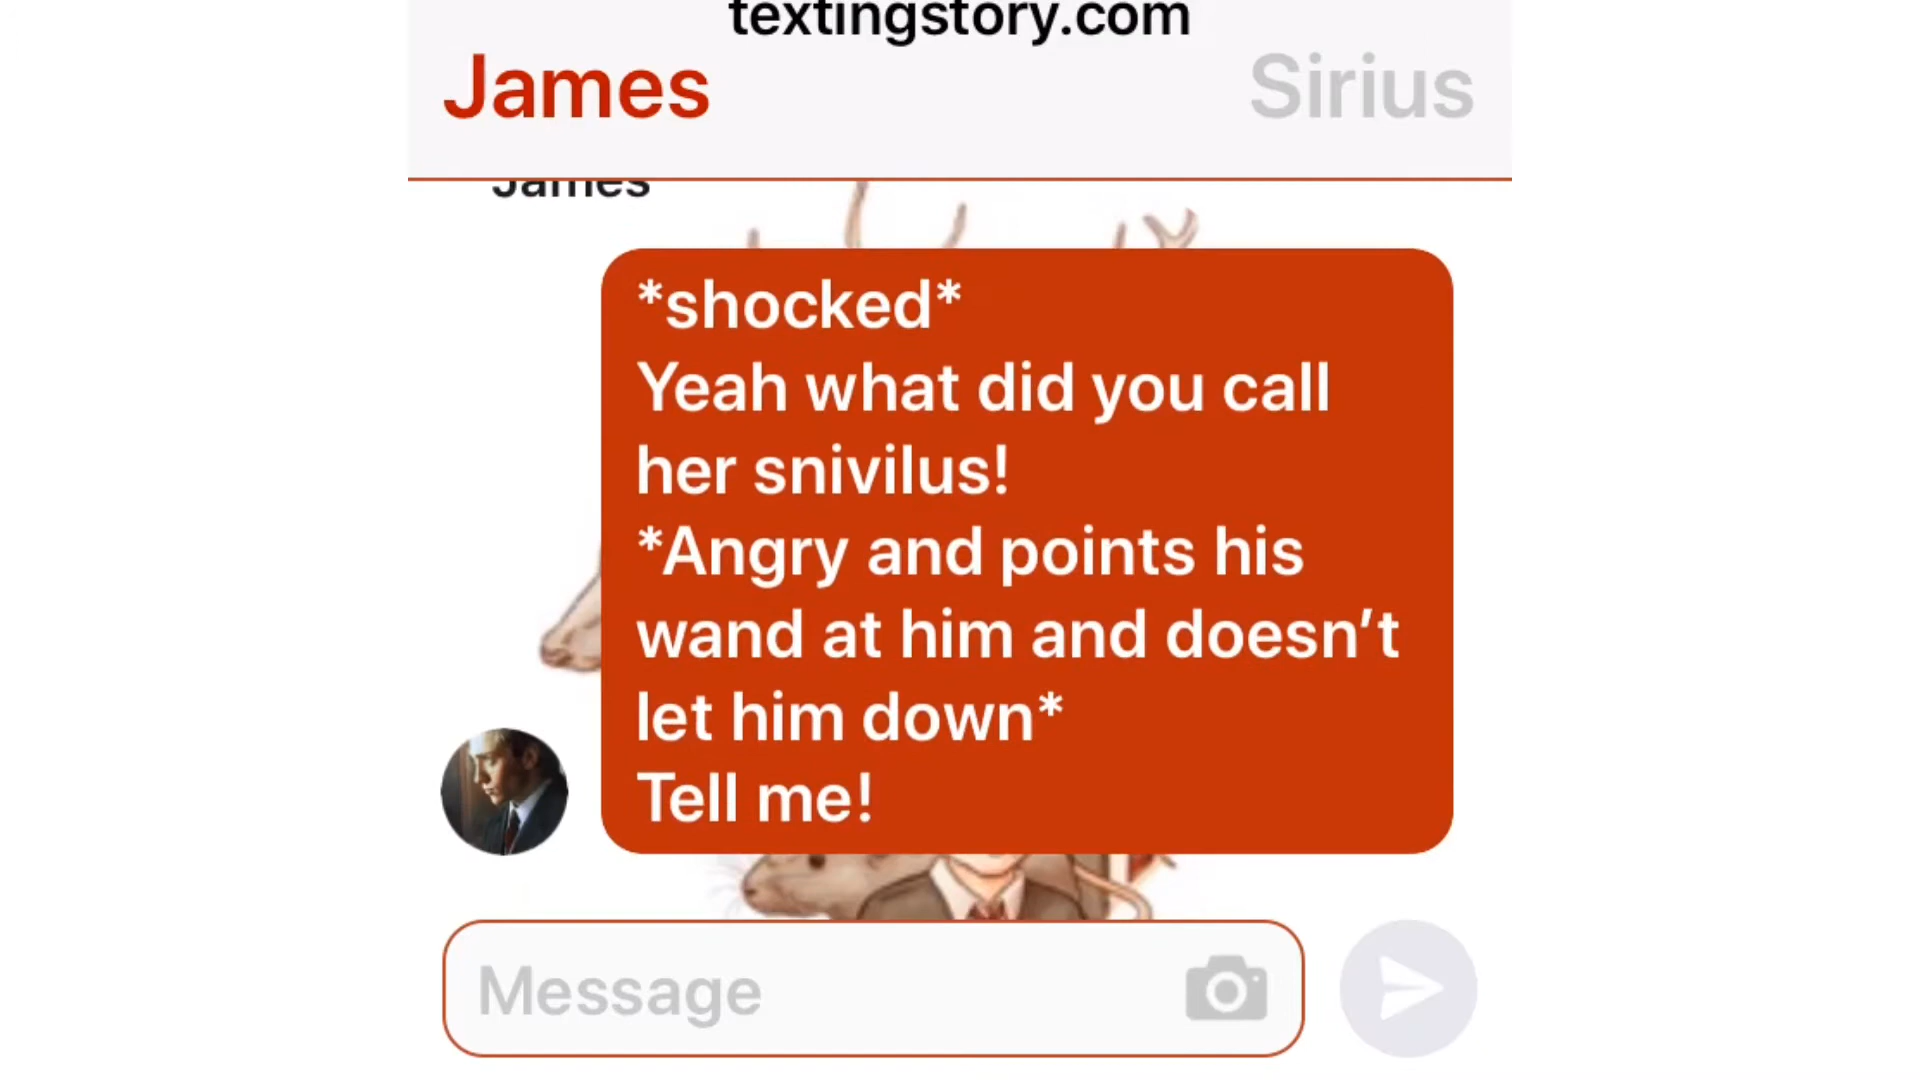 textingstory.com
James
Sirius
James
*shocked*
Yeah what did you call
her snivilus!
*Angry and points his
wand at him and doesn’t
let him down*
Tell me!
Message